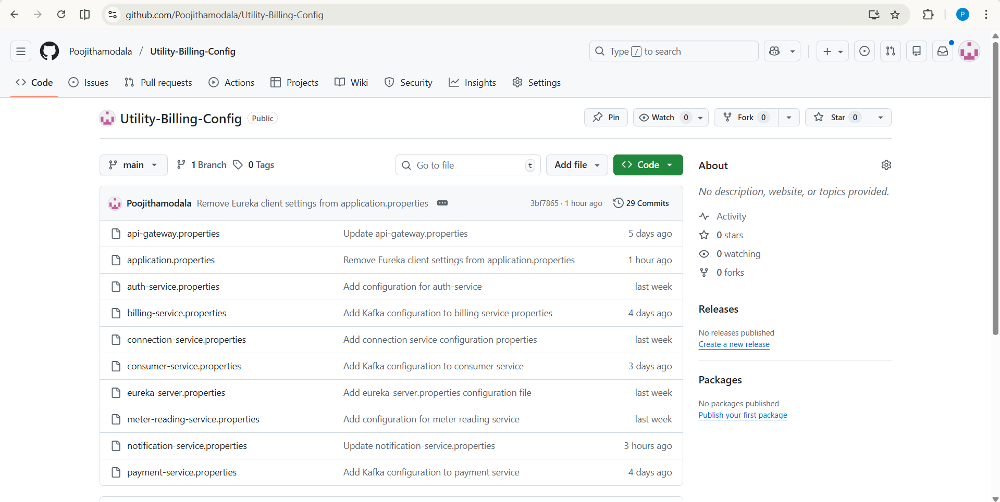 github.com/Poojithamodala/Utility-Billing-Config
P
Poojithamodala / Utility-Billing-Config
Type / to search
Code Issues Pull requests Actions Projects Wiki Security Insights Settings
Utility-Billing-Config Public
Pin Watch 0 Fork 0 Star 0
main 1 Branch 0 Tags Go to file t Add file Code
Poojithamodala Remove Eureka client settings from application.properties 3bf7865 · 1 hour ago 29 Commits
api-gateway.properties Update api-gateway.properties 5 days ago
application.properties Remove Eureka client settings from application.properties 1 hour ago
auth-service.properties Add configuration for auth-service last week
billing-service.properties Add Kafka configuration to billing service properties 4 days ago
connection-service.properties Add connection service configuration properties last week
consumer-service.properties Add Kafka configuration to consumer service 3 days ago
eureka-server.properties Add eureka-server.properties configuration file last week
meter-reading-service.properties Add configuration for meter reading service last week
notification-service.properties Update notification-service.properties 3 hours ago
payment-service.properties Add Kafka configuration to payment service 4 days ago
About
No description, website, or topics provided.
Activity
0 stars
0 watching
0 forks
Releases
No releases published
Create a new release
Packages
No packages published
Publish your first package